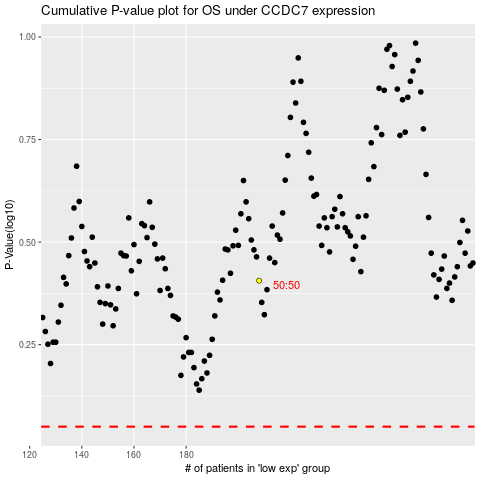 Cumulative P-value plot for OS under CCDC7 expression
1.00
0.75
0.50
0.25
P-Value(log10)
50:50
120 140 160 180
# of patients in 'low exp' group